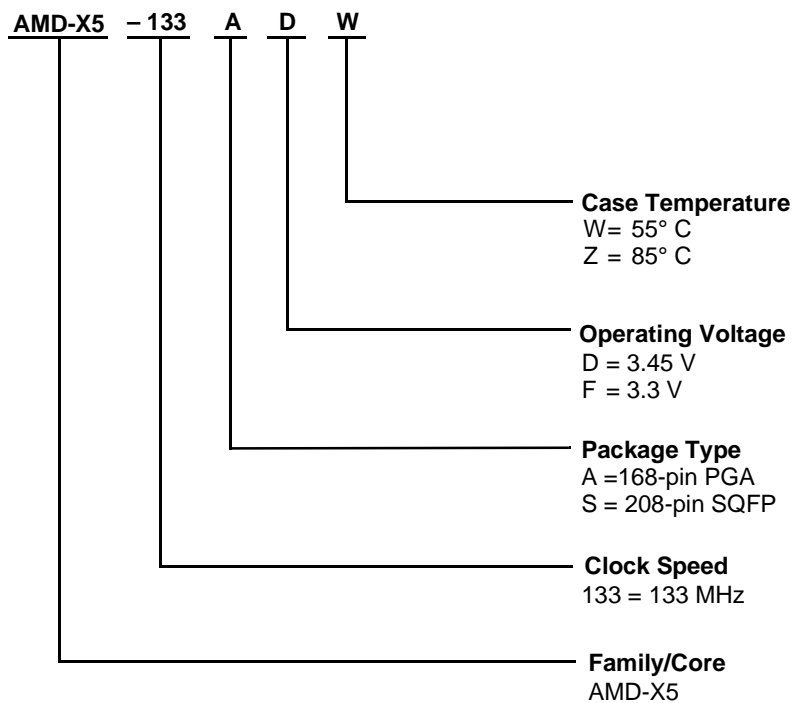 AMD-X5 – 133 A D W
Case Temperature
W= 55° C
Z = 85° C
Operating Voltage
D = 3.45 V
F = 3.3 V
Package Type
A =168-pin PGA
S = 208-pin SQFP
Clock Speed
133 = 133 MHz
Family/Core
AMD-X5